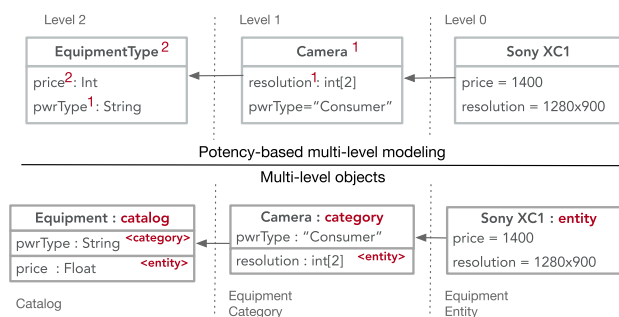 Level 2
Level 1
Level 0
EquipmentType 2
Camera 1
Sony XC1
price2: Int
pwrType1: String
resolution1: int[2]
pwrType="Consumer"
price = 1400
resolution = 1280x900
Potency-based multi-level modeling
Multi-level objects
Equipment : catalog
pwrType : String <category>
price : Float <entity>
Camera : category
pwrType : "Consumer"
resolution : int[2] <entity>
Sony XC1 : entity
price = 1400
resolution = 1280x900
Catalog
Equipment
Category
Equipment
Entity